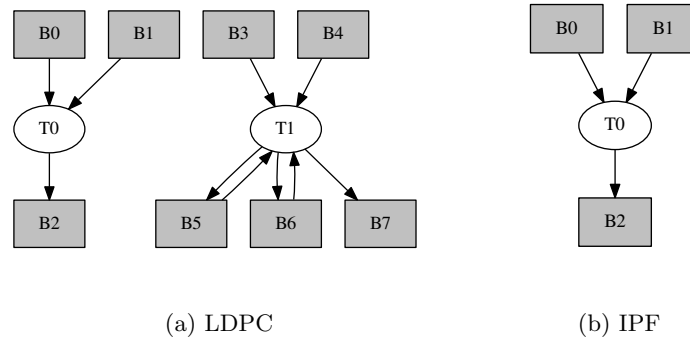 B0 B1 B3 B4 B0 B1
T0 T1 T0
B2 B5 B6 B7 B2
(a) LDPC (b) IPF